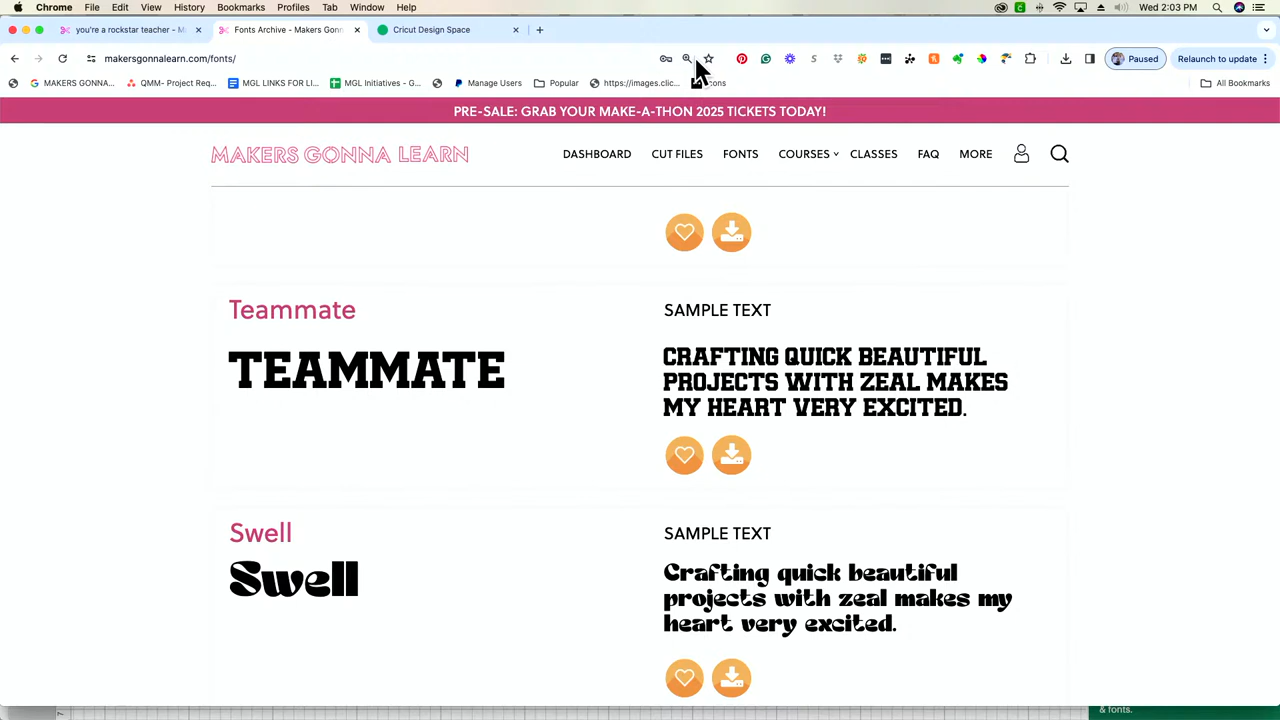 Chrome File Edit View History Bookmarks Profiles Tab Window Help Wed 2:03 PM
you're a rockstar teacher - M Fonts Archive - Makers Gonn Cricut Design Space
makersgonnalearn.com/fonts/ Paused Relaunch to update
MAKERS GONNA... QMM- Project Req... MGL LINKS FOR LI... MGL Initiatives - G... Manage Users Popular https://images.clic... All Bookmarks
PRE-SALE: GRAB YOUR MAKE-A-THON 2025 TICKETS TODAY!
MAKERS GONNA LEARN DASHBOARD CUT FILES FONTS COURSES CLASSES FAQ MORE
Teammate
TEAMMATE
SAMPLE TEXT
CRAFTING QUICK BEAUTIFUL
PROJECTS WITH ZEAL MAKES
MY HEART VERY EXCITED.
Swell
Swell
SAMPLE TEXT
Crafting quick beautiful
projects with zeal makes my
heart very excited.
& fonts.